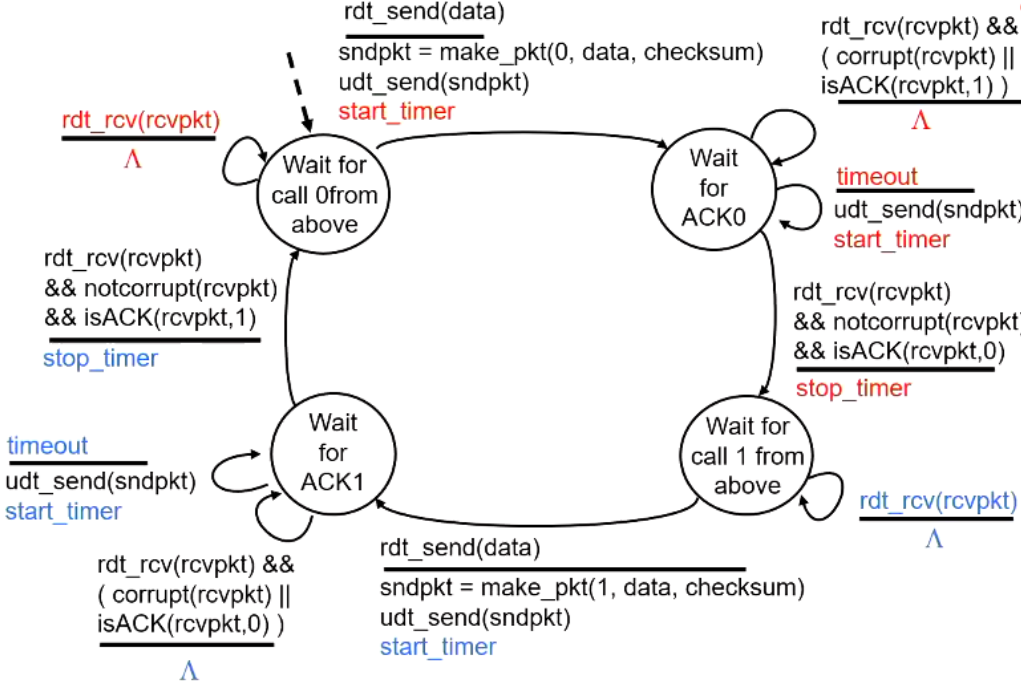 rdt_send(data)
sndpkt = make_pkt(0, data, checksum)
udt_send(sndpkt)
start_timer
rdt_rcv(rcvpkt) &&
( corrupt(rcvpkt) ||
isACK(rcvpkt,1) )
Λ
rdt_rcv(rcvpkt)
Λ
Wait for
call 0from
above
Wait
for
ACK0
timeout
udt_send(sndpkt)
start_timer
rdt_rcv(rcvpkt)
&& notcorrupt(rcvpkt)
&& isACK(rcvpkt,1)
stop_timer
rdt_rcv(rcvpkt)
&& notcorrupt(rcvpkt)
&& isACK(rcvpkt,0)
stop_timer
Wait
for
ACK1
Wait for
call 1 from
above
timeout
udt_send(sndpkt)
start_timer
rdt_rcv(rcvpkt)
Λ
rdt_rcv(rcvpkt) &&
( corrupt(rcvpkt) ||
isACK(rcvpkt,0) )
Λ
rdt_send(data)
sndpkt = make_pkt(1, data, checksum)
udt_send(sndpkt)
start_timer